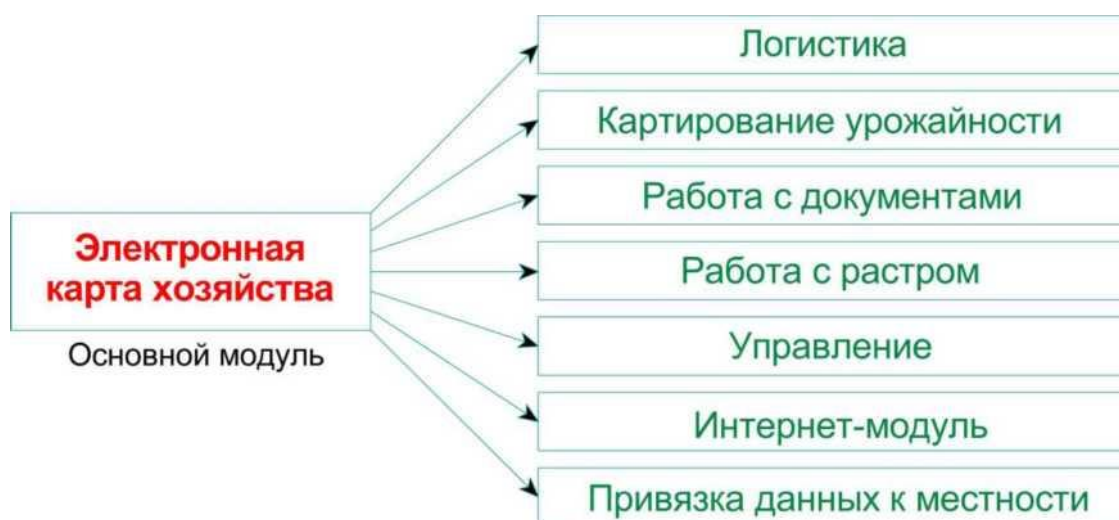 Электронная
карта хозяйства
Основной модуль
Логистика
Картирование урожайности
Работа с документами
Работа с растром
Управление
Интернет-модуль
Привязка данных к местности